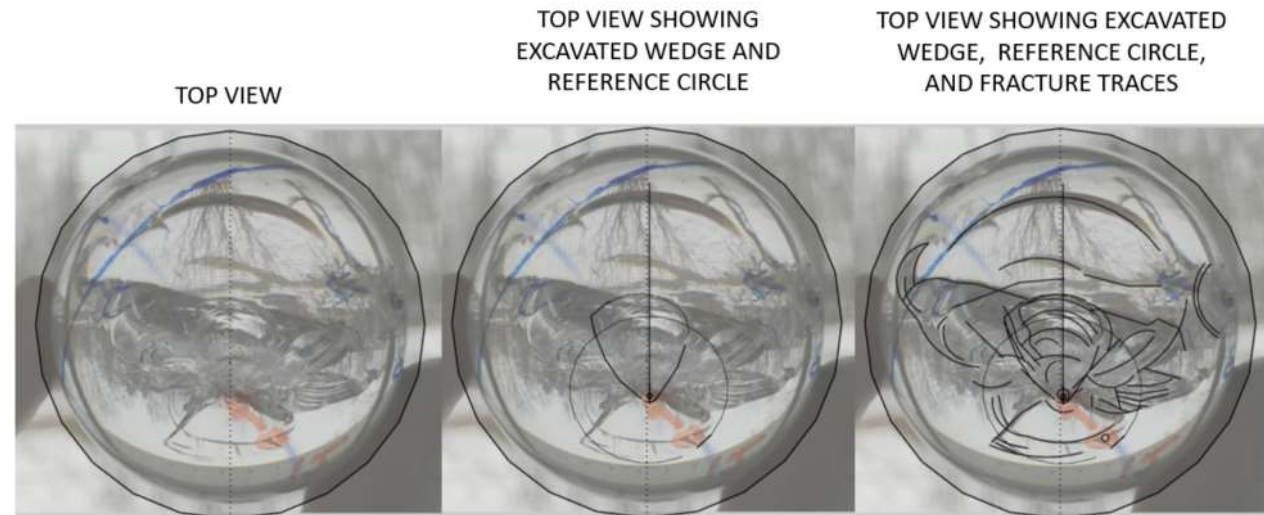 TOP VIEW
TOP VIEW SHOWING
EXCAVATED WEDGE AND
REFERENCE CIRCLE
TOP VIEW SHOWING EXCAVATED
WEDGE, REFERENCE CIRCLE,
AND FRACTURE TRACES